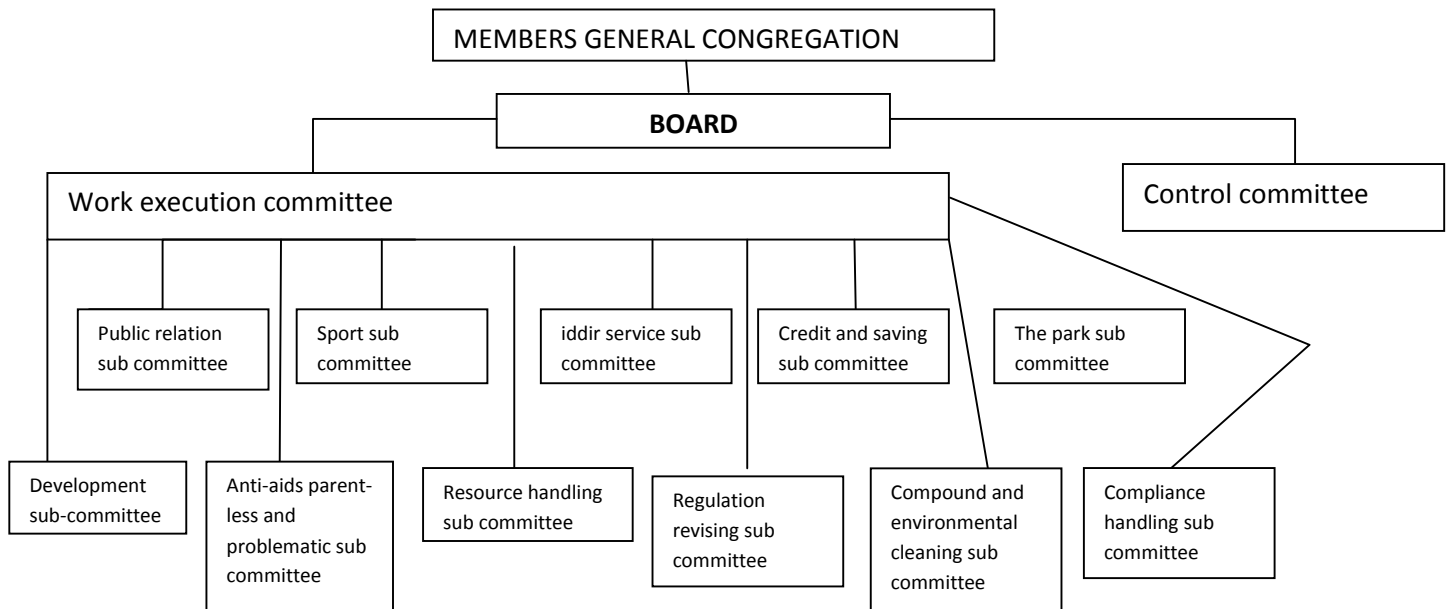 MEMBERS GENERAL CONGREGATION
BOARD
Work execution committee
Control committee
Public relation
sub committee
Sport sub
committee
iddir service sub
committee
Credit and saving
sub committee
The park sub
committee
Development
sub-committee
Anti-aids parent-
less and
problematic sub
committee
Resource handling
sub committee
Regulation
revising sub
committee
Compound and
environmental
cleaning sub
committee
Compliance
handling sub
committee